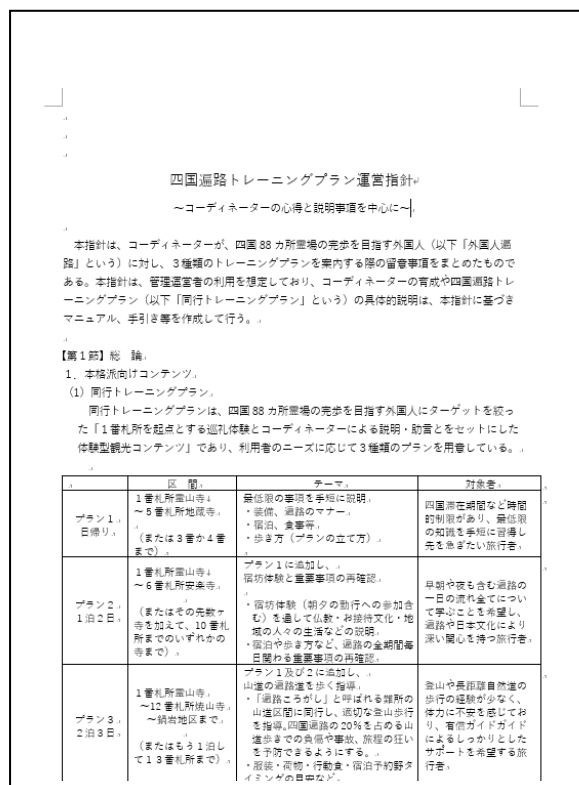 四国遍路トレーニングプラン運営指針
～コーディネーターの心得と説明事項を中心に～
本指針は、コーディネーターが、四国88カ所霊場の完歩を目指す外国人（以下「外国人遍
路」という）に対し、３種類のトレーニングプランを案内する際の留意事項をまとめたもので
ある。本指針は、管理運営者の利用を想定しており、コーディネーターの育成や四国遍路トレ
ーニングプラン（以下「同行トレーニングプラン」という）の具体的説明は、本指針に基づき
マニュアル、手引き等を作成して行う。
【第１節】総　論
１．本格派向けコンテンツ
（1）同行トレーニングプラン
同行トレーニングプランは、四国88カ所霊場の完歩を目指す外国人にターゲットを絞っ
た「１番札所を起点とする巡礼体験とコーディネーターによる説明・助言とをセットにした
体験型観光コンテンツ」であり、利用者のニーズに応じて３種類のプランを用意している。
区　間　テーマ　対象者
プラン１
日帰り
１番札所霊山寺
～５番札所地蔵寺
（または３番か４番
まで）
最低限の事項を手短に説明
・装備、遍路のマナー
・宿泊、食事等
・歩き方（プランの立て方）
四国滞在期間など時間
的制限があり、最低限
の知識を手短に習得し
先を急ぎたい旅行者
プラン２
１泊２日
１番札所霊山寺
～６番札所安楽寺
（またはその先数ヶ
寺を加えて、10番札
所までのいずれかの
寺まで）
プラン１に追加し、
宿坊体験と重要事項の再確認
・宿坊体験（朝夕の勤行への参加含
む）を通して仏教・お接待文化・地
域の人々の生活などの説明
・宿泊や歩き方など、遍路の全期間毎
日関わる重要事項の再確認
早朝や夜も含む遍路の
一日の流れ全てについ
て学ぶことを希望し、
遍路や日本文化により
深い関心を持つ旅行者
プラン３
２泊３日
１番札所霊山寺
～12番札所焼山寺
～鍋岩地区まで
（またはもう１泊し
て１３番札所まで）
プラン１及び２に追加し、
山道の遍路道を歩く指導
・「遍路ころがし」と呼ばれる難所の
山道区間に同行し、適切な登山歩行
を指導。四国遍路の20％を占める山
道歩きでの負傷や事故、旅程の狂い
を予防できるようにする。
・服装・荷物・行動食・宿泊予約野タ
イミングの目安など。
登山や長距離自然道の
歩行の経験が少なく、
体力に不安を感じてお
り、有償ガイドガイド
によるしっかりとした
サポートを希望する旅
行者